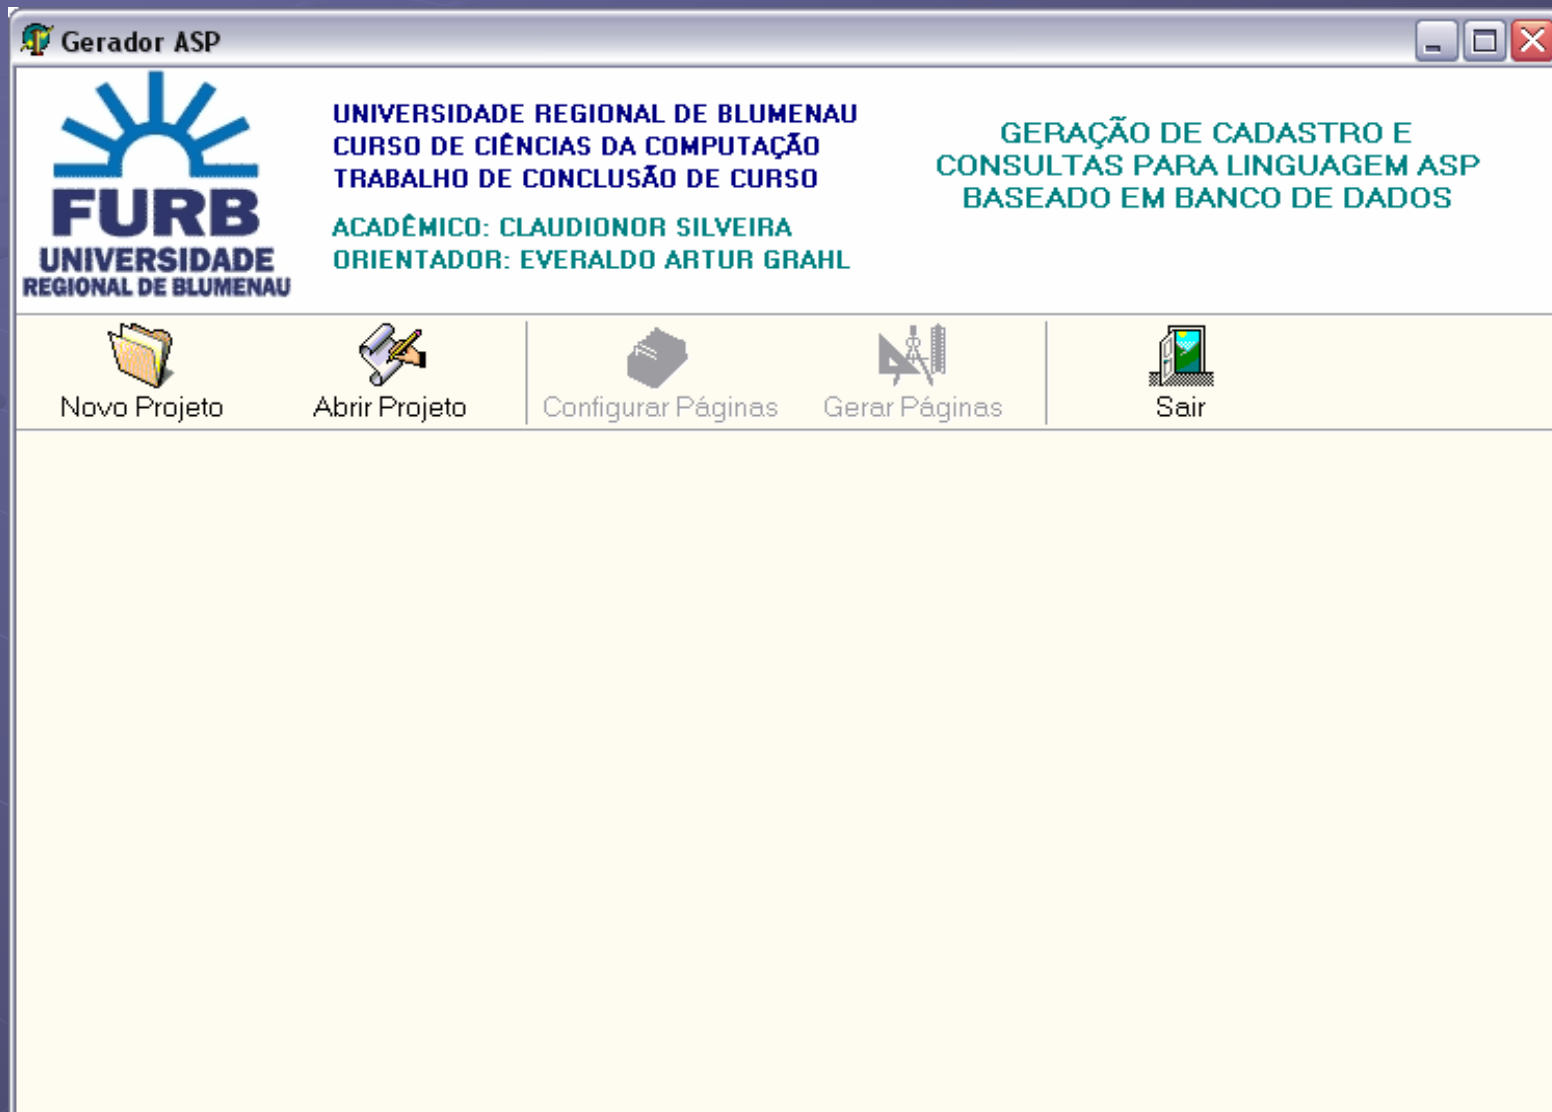 Gerador ASP
FURB
UNIVERSIDADE
REGIONAL DE BLUMENAU
UNIVERSIDADE REGIONAL DE BLUMENAU
CURSO DE CIÊNCIAS DA COMPUTAÇÃO
TRABALHO DE CONCLUSÃO DE CURSO
ACADÊMICO: CLAUDIONOR SILVEIRA
ORIENTADOR: EVERALDO ARTUR GRAHL
GERAÇÃO DE CADASTRO E
CONSULTAS PARA LINGUAGEM ASP
BASEADO EM BANCO DE DADOS
Novo Projeto
Abrir Projeto
Configurar Páginas
Gerar Páginas
Sair